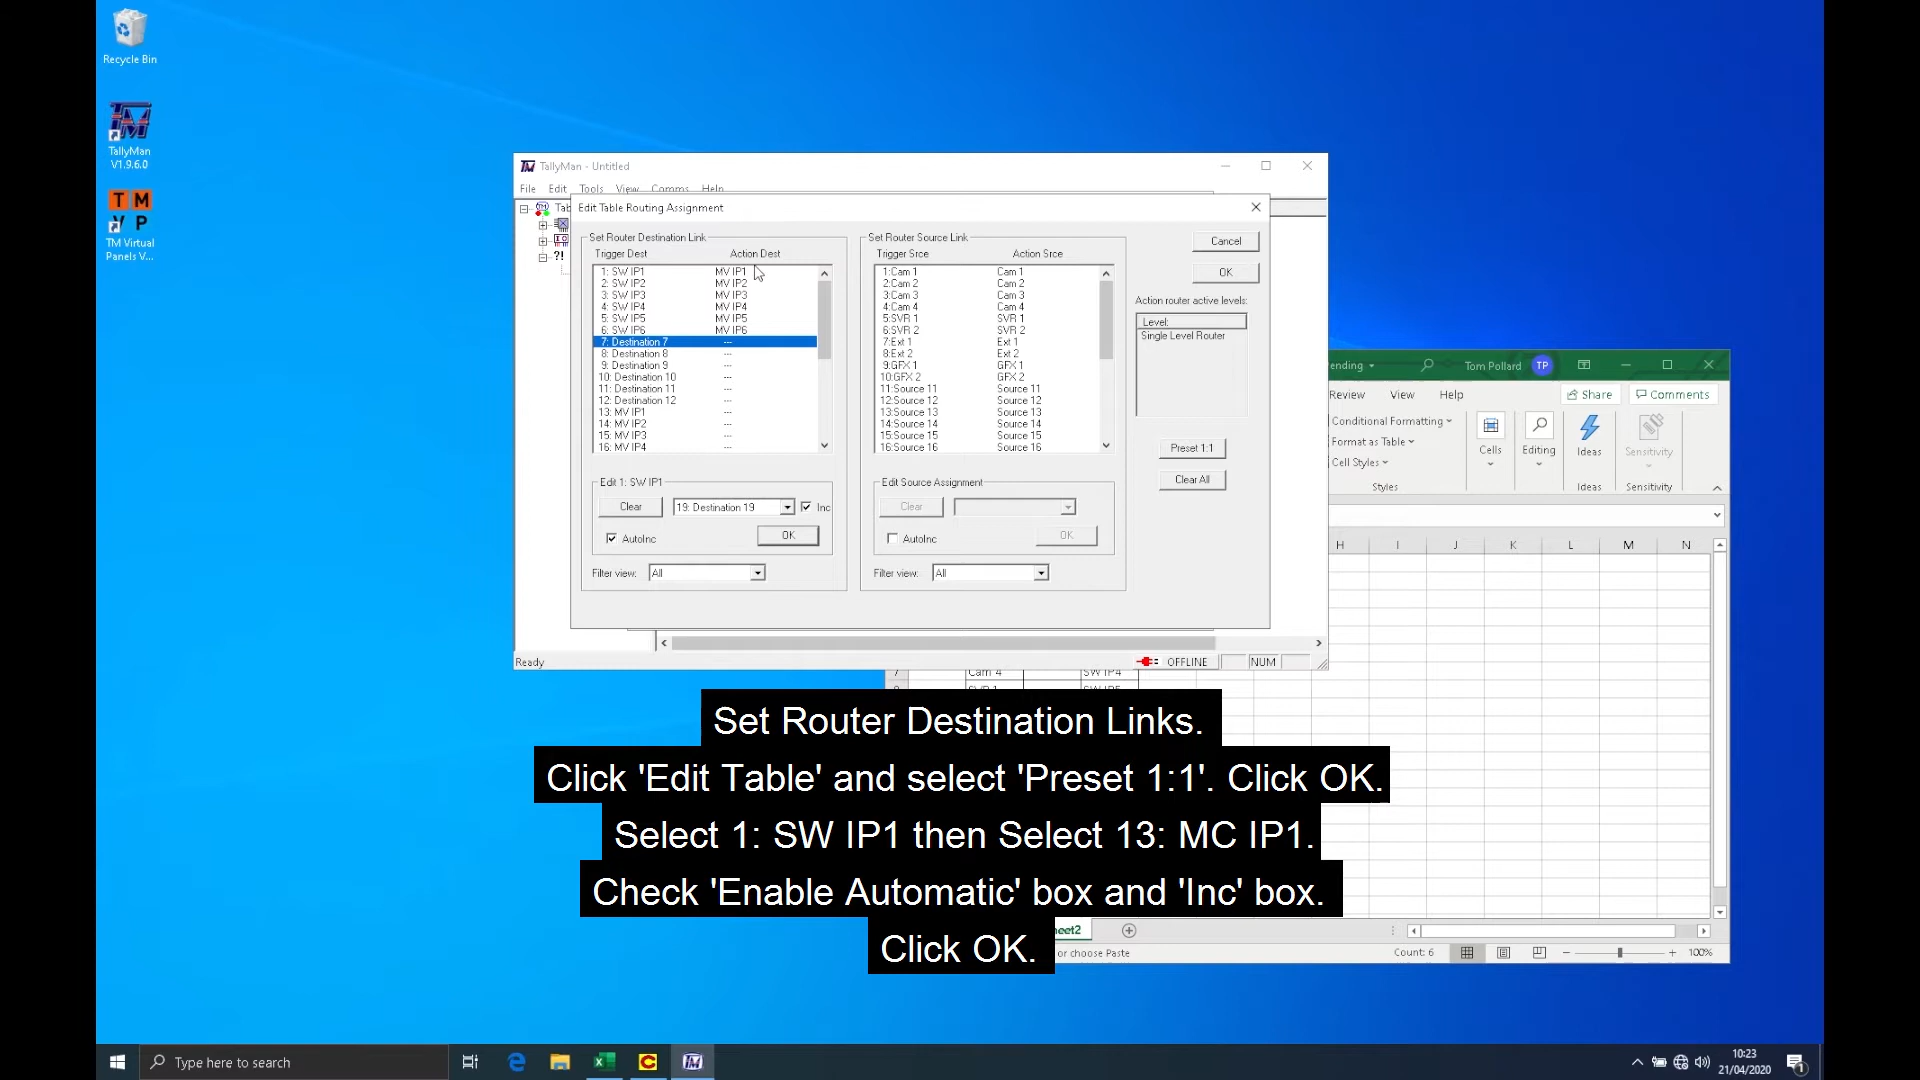 Recycle Bin
TallyMan
V1.9.6.0
TM Virtual
Panels V...
TallyMan - Untitled
File Edit Tools View Comms Help
Edit Table Routing Assignment
Set Router Destination Link
Trigger Dest Action Dest
1: SW IP1 MV IP1
2: SW IP2 MV IP2
3: SW IP3 MV IP3
4: SW IP4 MV IP4
5: SW IP5 MV IP5
6: SW IP6 MV IP6
7: Destination 7 ---
8: Destination 8 ---
9: Destination 9 ---
10: Destination 10 ---
11: Destination 11 ---
12: Destination 12 ---
13: MV IP1 ---
14: MV IP2 ---
15: MV IP3 ---
16: MV IP4 ---
Edit 1: SW IP1
Clear 19: Destination 19 Inc
AutoInc OK
Filter view: All
Set Router Source Link
Trigger Srce Action Srce
1:Cam 1 Cam 1
2:Cam 2 Cam 2
3:Cam 3 Cam 3
4:Cam 4 Cam 4
5:SVR 1 SVR 1
6:SVR 2 SVR 2
7:Ext 1 Ext 1
8:Ext 2 Ext 2
9:GFX 1 GFX 1
10:GFX 2 GFX 2
11:Source 11 Source 11
12:Source 12 Source 12
13:Source 13 Source 13
14:Source 14 Source 14
15:Source 15 Source 15
16:Source 16 Source 16
Edit Source Assignment
Clear
AutoInc OK
Filter view: All
Cancel
OK
Action router active levels:
Level:
Single Level Router
Preset 1:1
Clear All
Ready OFFLINE NUM
Tom Pollard TP
Review View Help Share Comments
Conditional Formatting
Format as Table
Cell Styles
Styles
Cells
Editing
Ideas
Ideas
Sensitivity
Sensitivity
H I J K L M N
7 Cam 4 SW IP4
Set Router Destination Links.
Click 'Edit Table' and select 'Preset 1:1'. Click OK.
Select 1: SW IP1 then Select 13: MC IP1.
Check 'Enable Automatic' box and 'Inc' box.
Click OK.
or choose Paste Count: 6 100%
Type here to search
10:23
21/04/2020